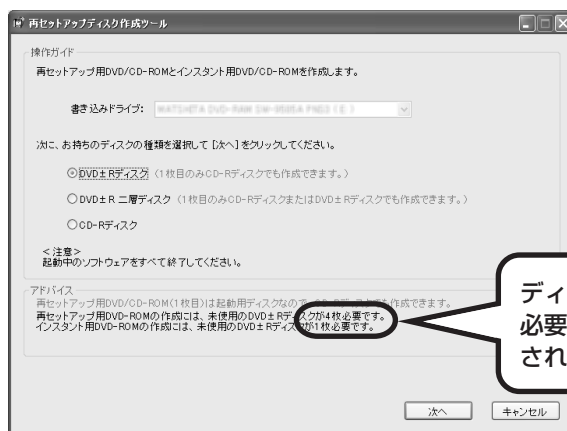 再セットアップディスク作成ツール
操作ガイド
再セットアップ用DVD/CD-ROMとインスタント用DVD/CD-ROMを作成します。
書き込みドライブ:
次に、お持ちのディスクの種類を選択して [次へ] をクリックしてください。
DVD±Rディスク (1枚目のみCD-Rディスクでも作成できます。)
DVD±R 二層ディスク (1枚目のみCD-RディスクまたはDVD±Rディスクでも作成できます。)
CD-Rディスク
<注意>
起動中のソフトウェアをすべて終了してください。
アドバイス
再セットアップ用DVD/CD-ROM(1枚目)は起動用ディスクなので、CD-Rディスクでも作成できます。
再セットアップ用DVD-ROMの作成には、未使用のDVD±Rディスクが4枚必要です。
インスタント用DVD-ROMの作成には、未使用のDVD±Rディスクが1枚必要です。
ディ
必要
され
次へ
キャンセル